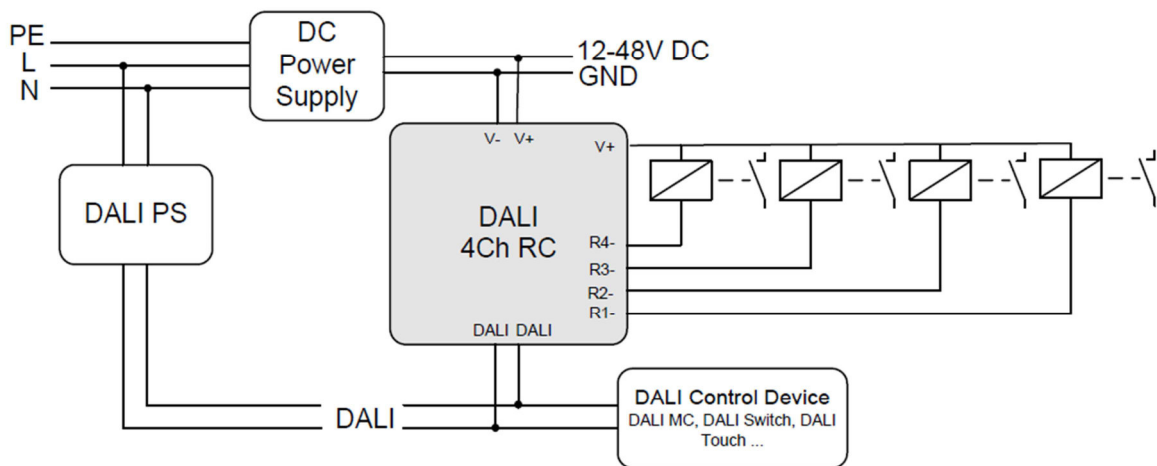 PE
L
N
DC
Power
Supply
12-48V DC
GND
V- V+
V+
DALI PS
DALI
4Ch RC
R4-
R3-
R2-
R1-
DALI DALI
DALI
DALI Control Device
DALI MC, DALI Switch, DALI
Touch ...